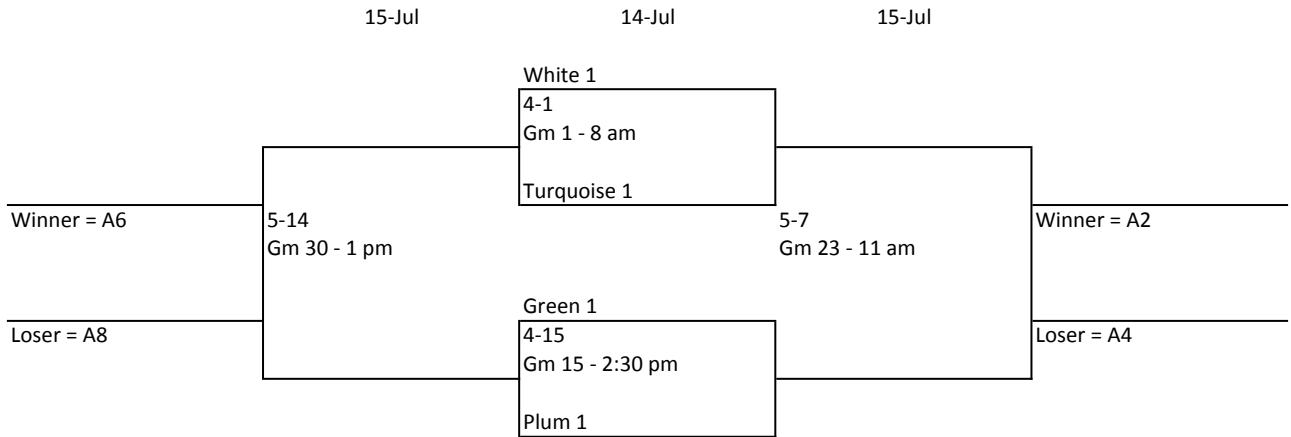 15-Jul 14-Jul 15-Jul
White 1
4-1
Gm 1 - 8 am
Turquoise 1
Winner = A6 5-14 5-7 Winner = A2
Gm 30 - 1 pm Gm 23 - 11 am
Green 1
Loser = A8 4-15 Loser = A4
Gm 15 - 2:30 pm
Plum 1